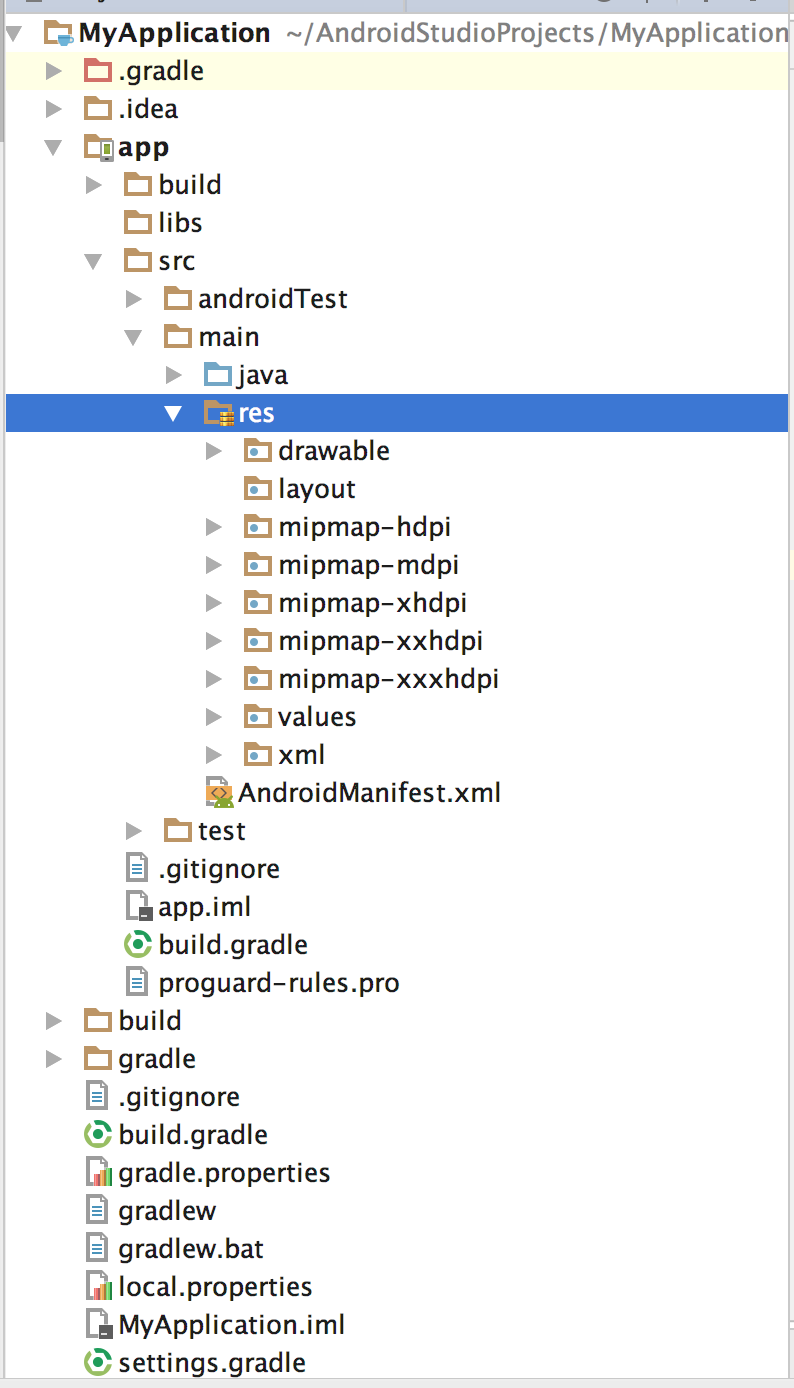 MyApplication ~/AndroidStudioProjects/MyApplication
.gradle
.idea
app
build
libs
src
androidTest
main
java
res
drawable
layout
mipmap-hdpi
mipmap-mdpi
mipmap-xhdpi
mipmap-xxhdpi
mipmap-xxxhdpi
values
xml
AndroidManifest.xml
test
.gitignore
app.iml
build.gradle
proguard-rules.pro
build
gradle
.gitignore
build.gradle
gradle.properties
gradlew
gradlew.bat
local.properties
MyApplication.iml
settings.gradle